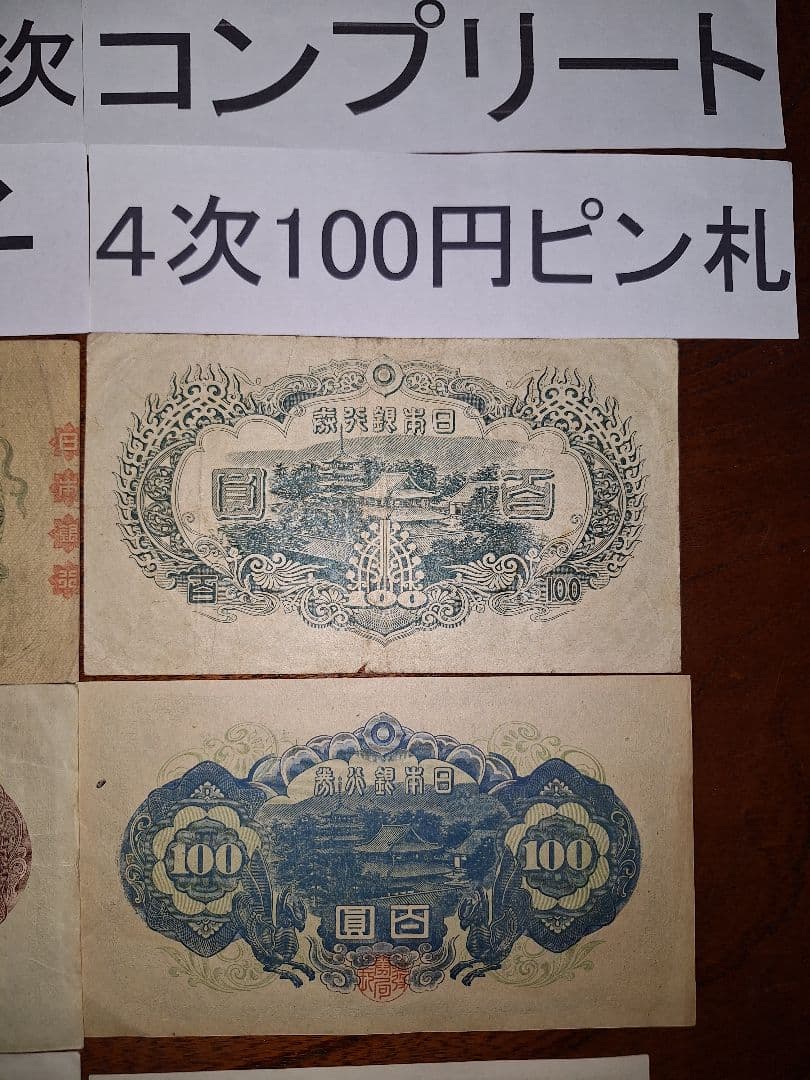 次コンプリート
4次100円ピン札
日本銀行券
圓 百
百 100 100
日本銀行券
100 100
圓百